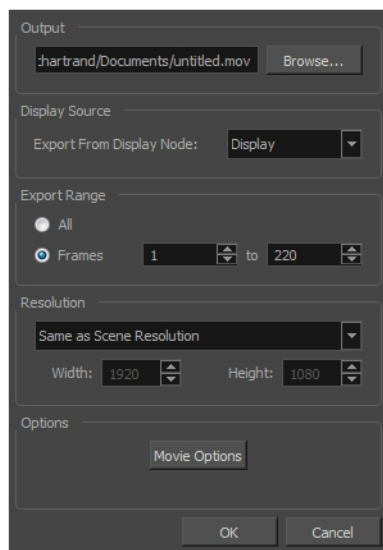 Output
:hartrand/Documents/untitled.mov Browse...
Display Source
Export From Display Node: Display
Export Range
All
Frames 1 to 220
Resolution
Same as Scene Resolution
Width: 1920 Height: 1080
Options
Movie Options
OK Cancel